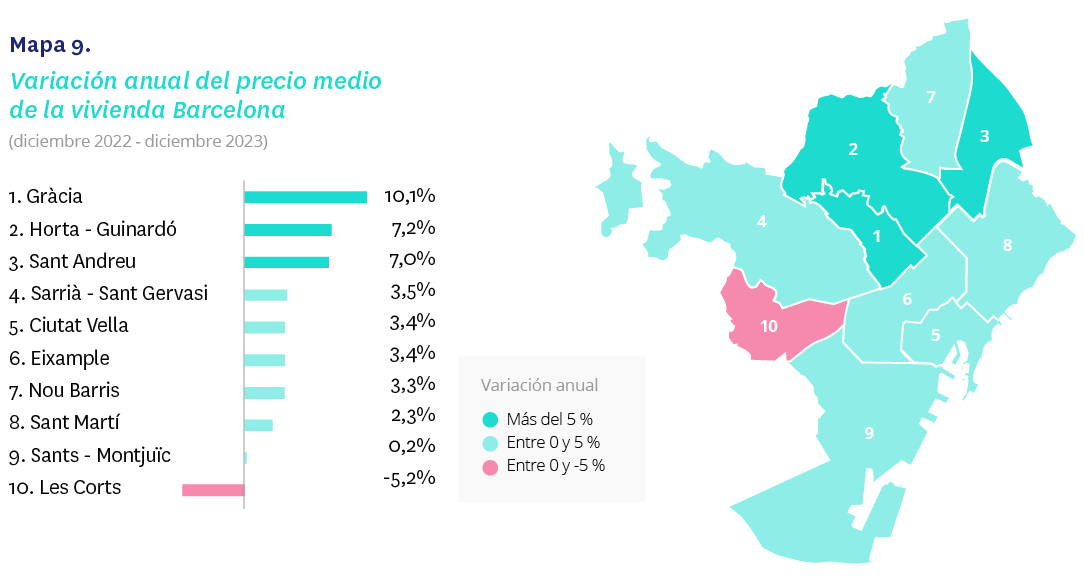 Mapa 9.
Variación anual del precio medio
de la vivienda Barcelona
(diciembre 2022 - diciembre 2023)
1. Gràcia 10,1%
2. Horta - Guinardó 7,2%
3. Sant Andreu 7,0%
4. Sarrià - Sant Gervasi 3,5%
5. Ciutat Vella 3,4%
6. Eixample 3,4%
7. Nou Barris 3,3%
8. Sant Martí 2,3%
9. Sants - Montjuïc 0,2%
10. Les Corts -5,2%
Variación anual
Más del 5 %
Entre 0 y 5 %
Entre 0 y -5 %
7
3
2
4
1
8
6
10
5
9